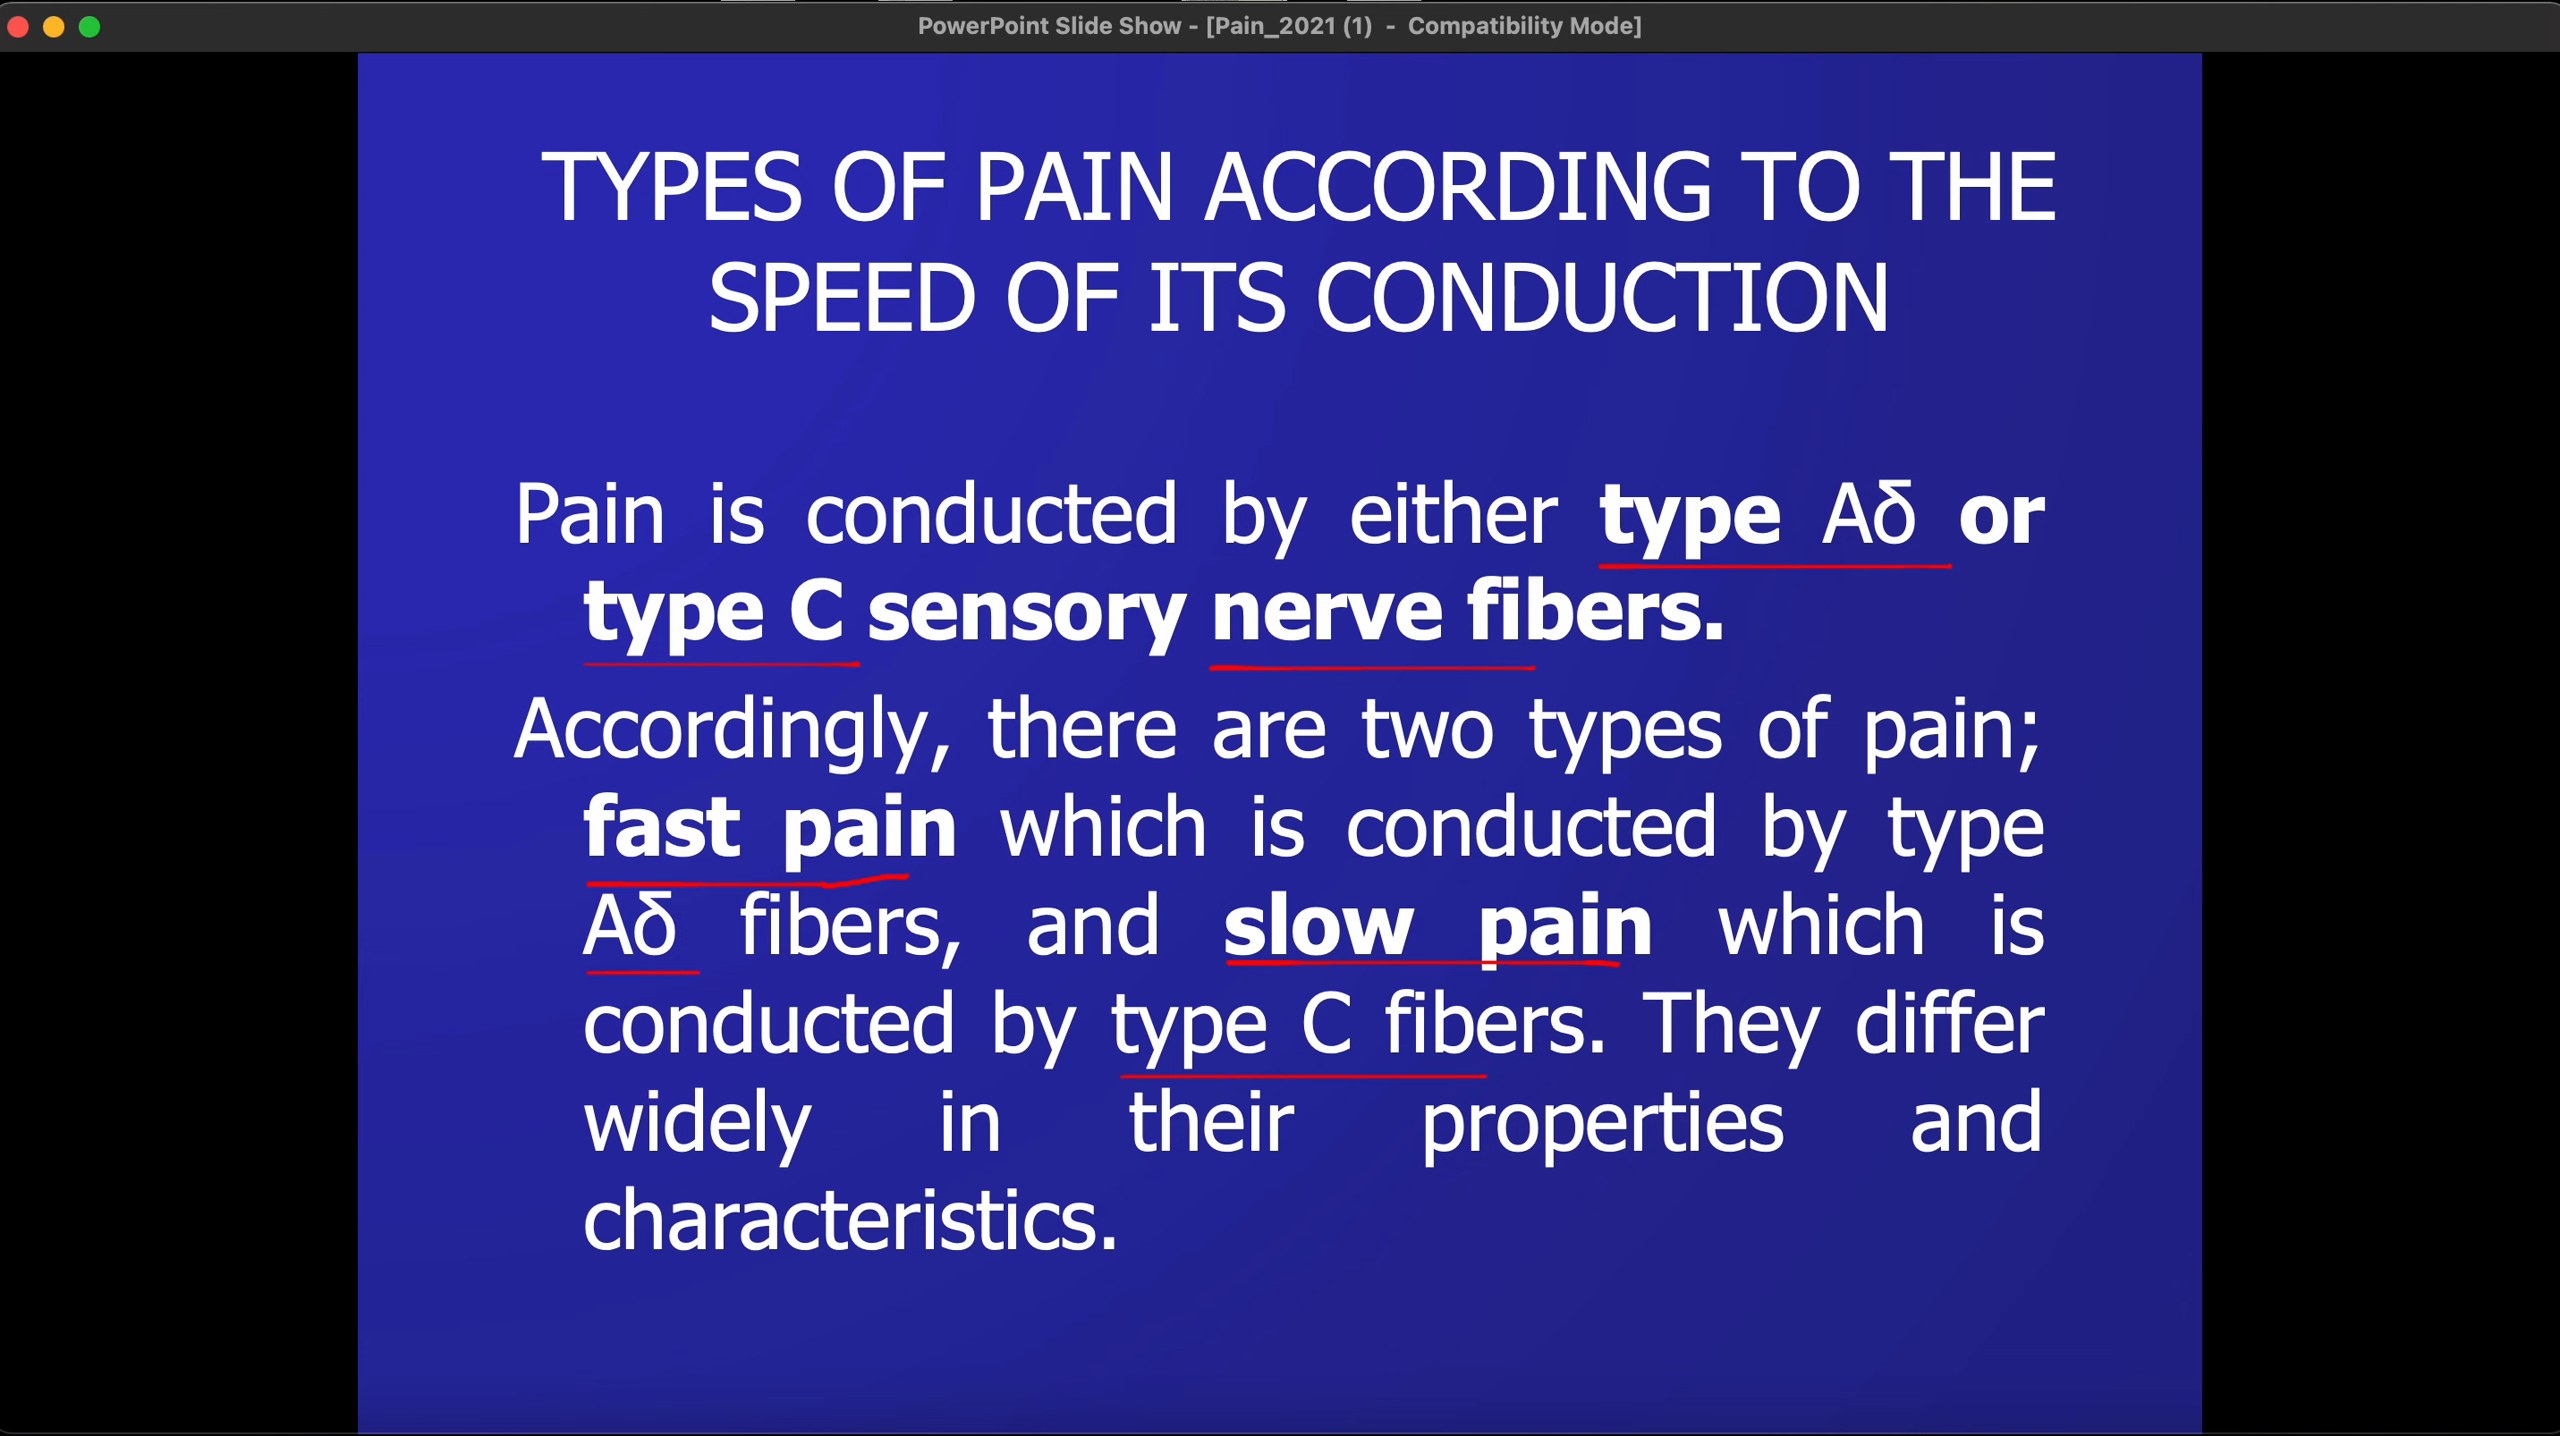 PowerPoint Slide Show - [Pain_2021 (1) - Compatibility Mode]
TYPES OF PAIN ACCORDING TO THE
SPEED OF ITS CONDUCTION
Pain is conducted by either type Aδ or
type C sensory nerve fibers.
Accordingly, there are two types of pain;
fast pain which is conducted by type
Aδ fibers, and slow pain which is
conducted by type C fibers. They differ
widely in their properties and
characteristics.